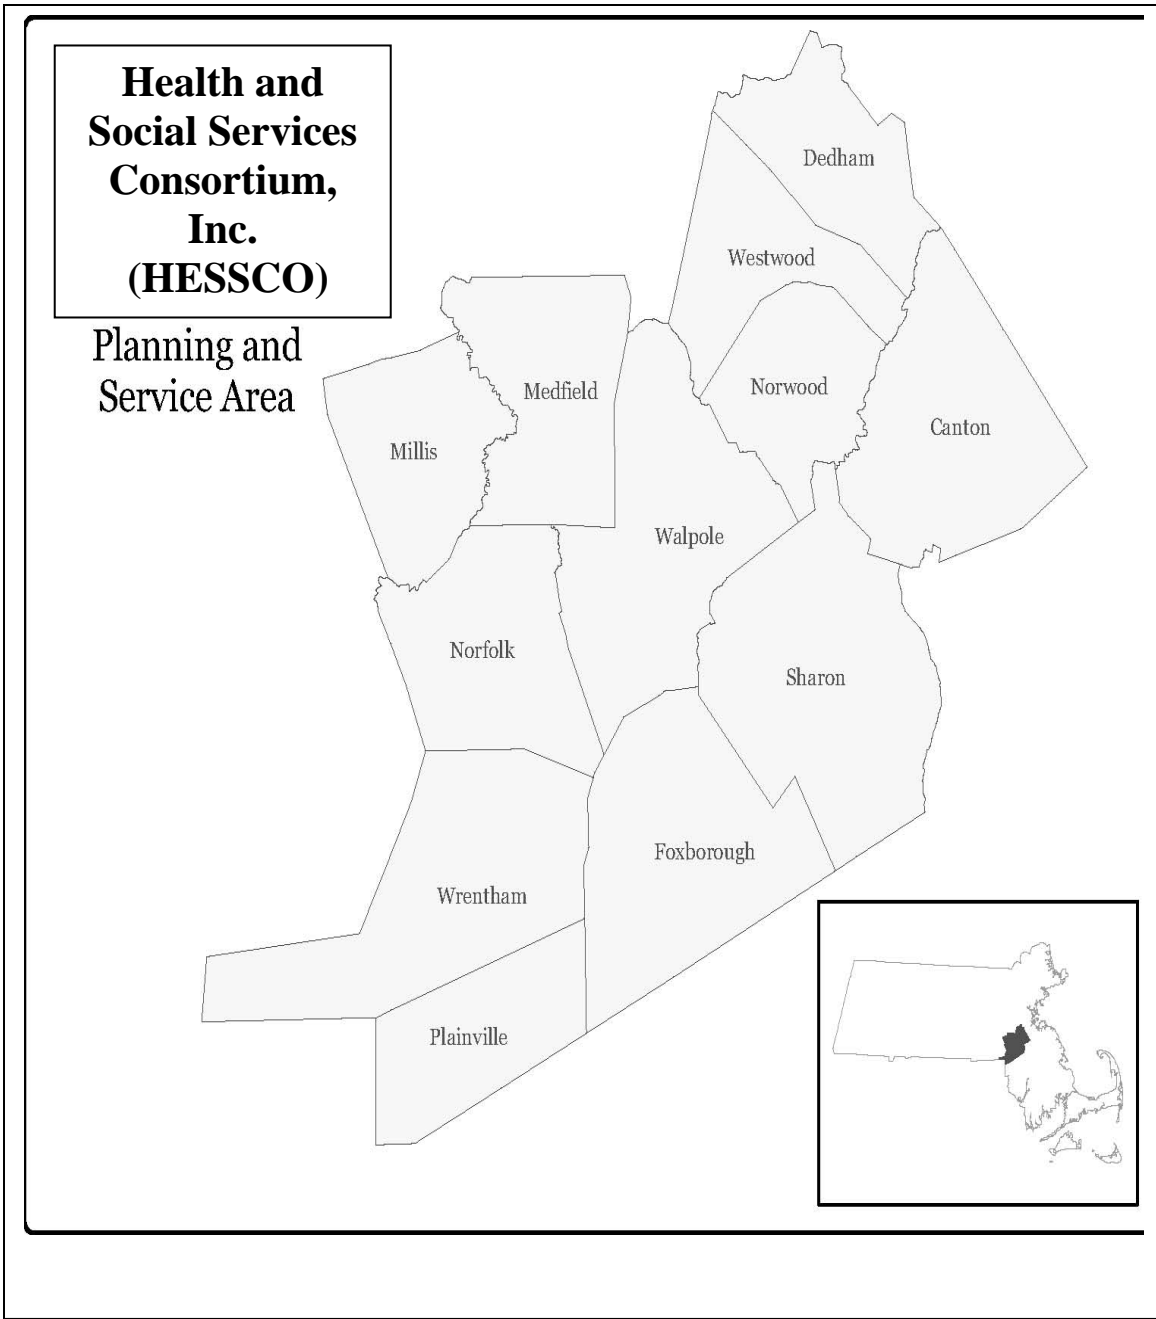 Health and
Social Services
Consortium,
Inc.
(HESSCO)
Planning and
Service Area
Dedham
Westwood
Norwood
Medfield
Canton
Millis
Walpole
Norfolk
Sharon
Foxborough
Wrentham
Plainville